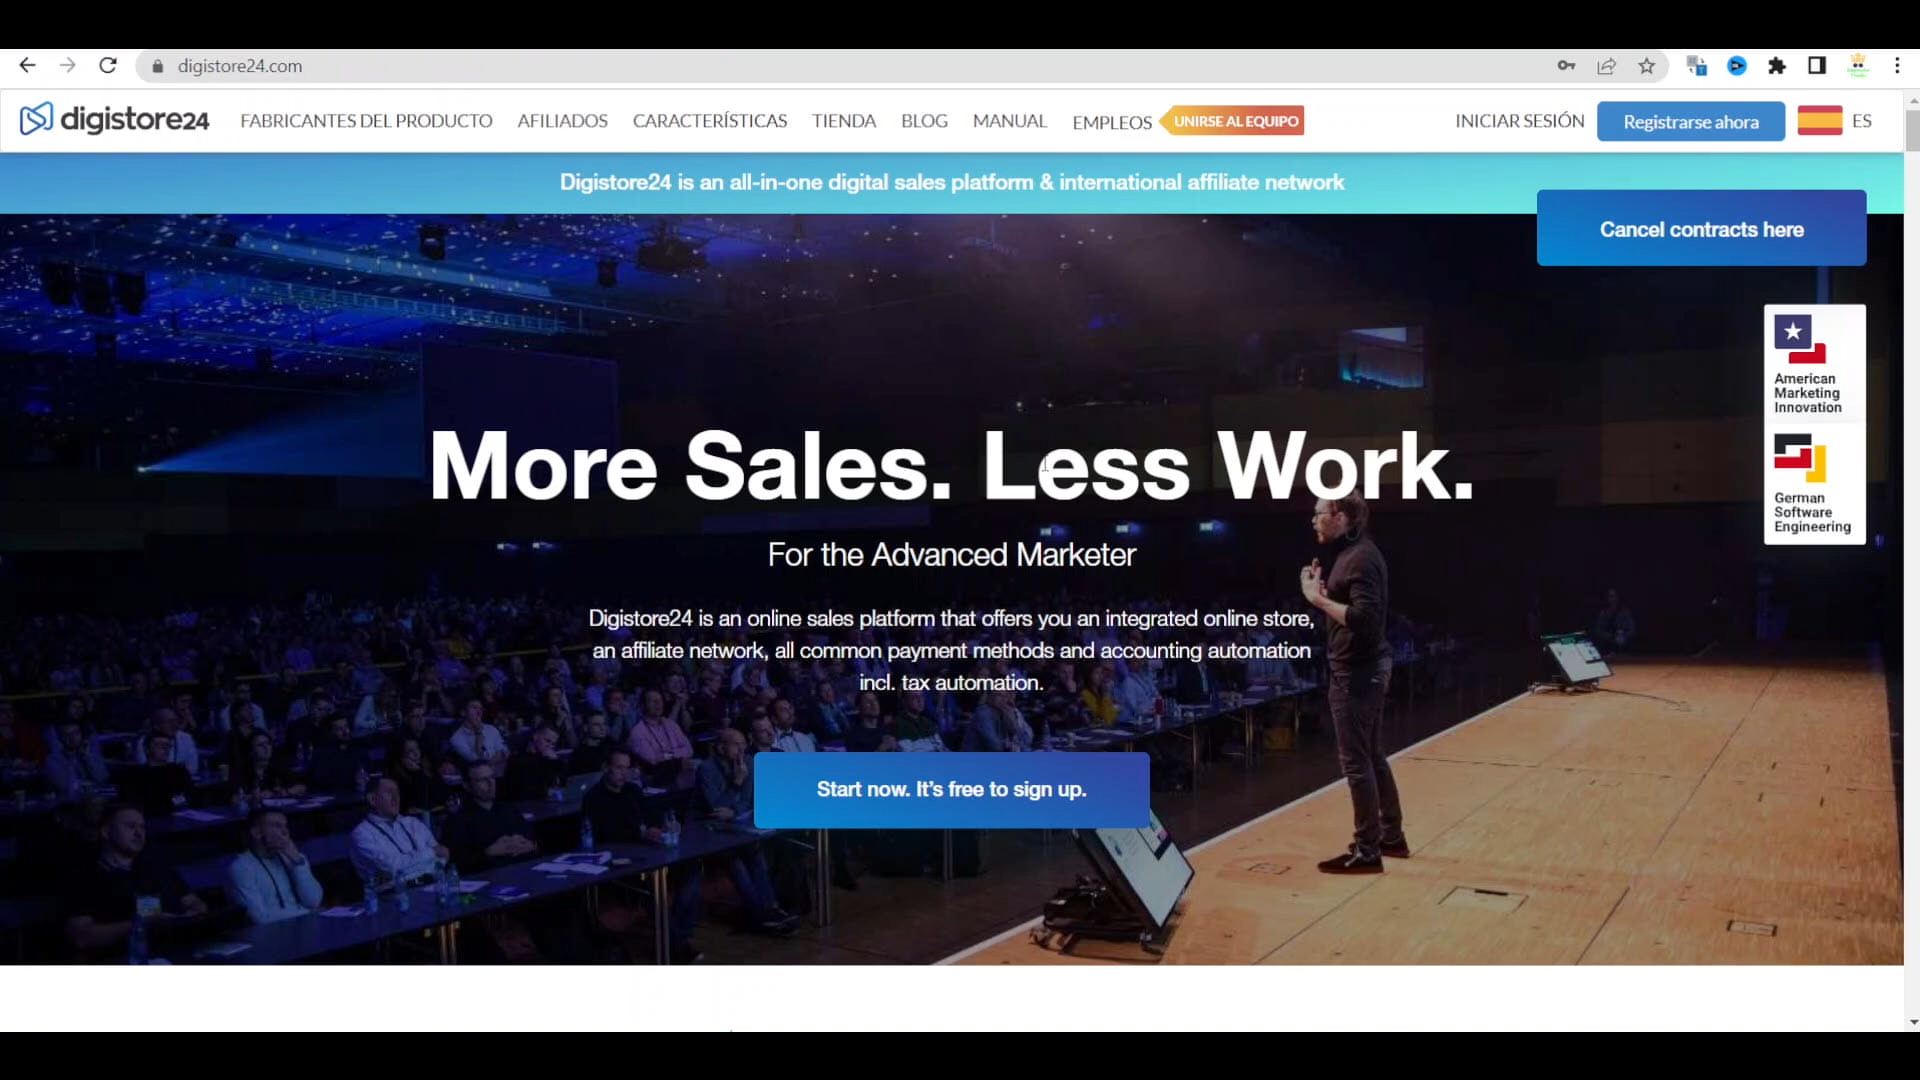 digistore24.com
digistore24
FABRICANTES DEL PRODUCTO AFILIADOS CARACTERÍSTICAS TIENDA BLOG MANUAL EMPLEOS UNIRSE AL EQUIPO INICIAR SESIÓN Registrarse ahora ES
Digistore24 is an all-in-one digital sales platform & international affiliate network
Cancel contracts here
American
Marketing
Innovation
German
Software
Engineering
More Sales. Less Work.
For the Advanced Marketer
Digistore24 is an online sales platform that offers you an integrated online store,
an affiliate network, all common payment methods and accounting automation
incl. tax automation.
Start now. It's free to sign up.